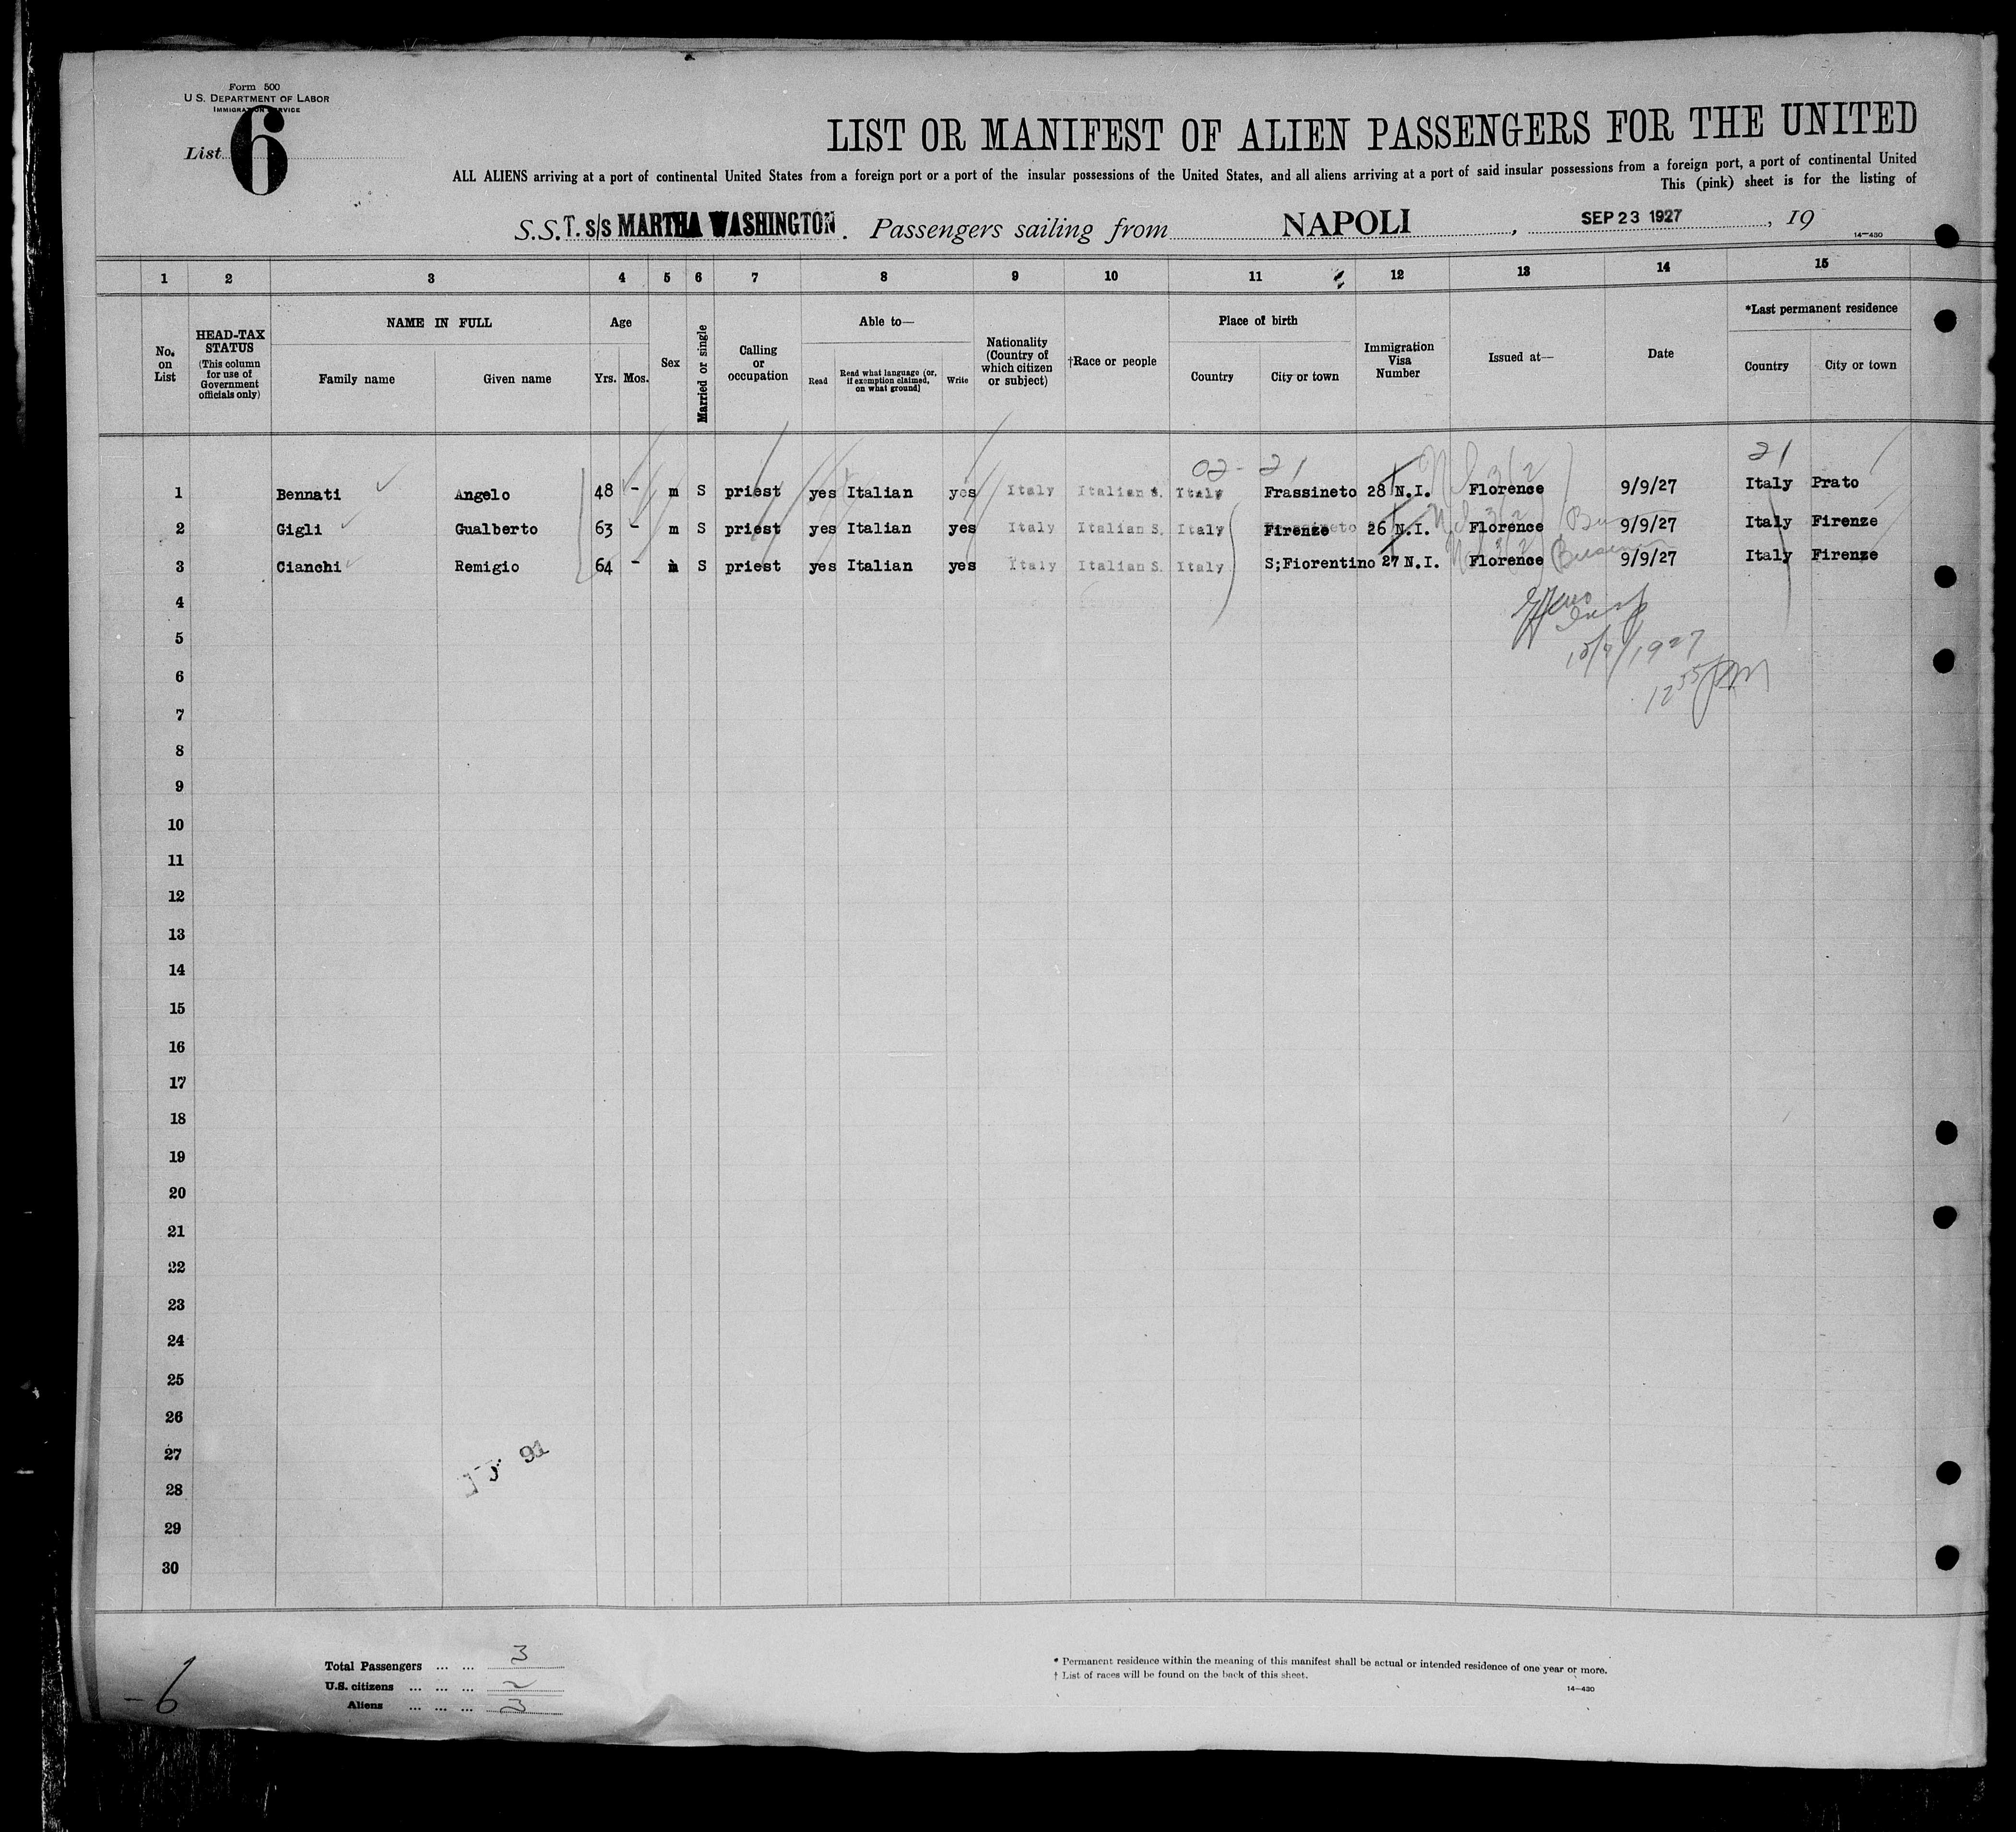 Form 500
U S. DEPARTMENT OF LABOR
IMMIGRATION SERVICE
List 6
LIST OR MANIFEST OF ALIEN PASSENGERS FOR THE UNITED
ALL ALIENS arriving at a port of continental United States from a foreign port or a port of the insular possessions of the United States, and all aliens arriving at a port of said insular possessions from a foreign port, a port of continental United
This (pink) sheet is for the listing of
S.S. T. s/s MARTHA WASHINGTON. Passengers sailing from NAPOLI, SEP 23 1927, 19
14—430
1 2 3 4 5 6 7 8 9 10 11 12 13 14 15
No. on List
HEAD-TAX STATUS (This column for use of Government officials only)
NAME IN FULL
Family name Given name
Age
Yrs. Mos.
Sex
Married or single
Calling or occupation
Able to—
Read Read what language (or, if exemption claimed, on what ground) Write
Nationality (Country of which citizen or subject)
†Race or people
Place of birth
Country City or town
Immigration Visa Number
Issued at—
Date
*Last permanent residence
Country City or town
02- 21 21
1 Bennati Angelo 48 - m S priest yes Italian yes Italy Italian S. Italy Frassineto 28 N.I. Florence 9/9/27 Italy Prato
2 Gigli Gualberto 63 - m S priest yes Italian yes Italy Italian S. Italy Firenze 26 N.I. Florence 9/9/27 Italy Firenze
3 Cianchi Remigio 64 - m S priest yes Italian yes Italy Italian S. Italy S;Fiorentino 27 N.I. Florence 9/9/27 Italy Firenze
4
5
6
12 55 PM
7
8
9
10
11
12
13
14
15
16
17
18
19
20
21
22
23
24
25
26
27
91
28
29
30
Total Passengers ... ... 3
U.S. citizens ... ... ...
Aliens ... ... ... 3
- 6
* Permanent residence within the meaning of this manifest shall be actual or intended residence of one year or more.
† List of races will be found on the back of this sheet.
14—430